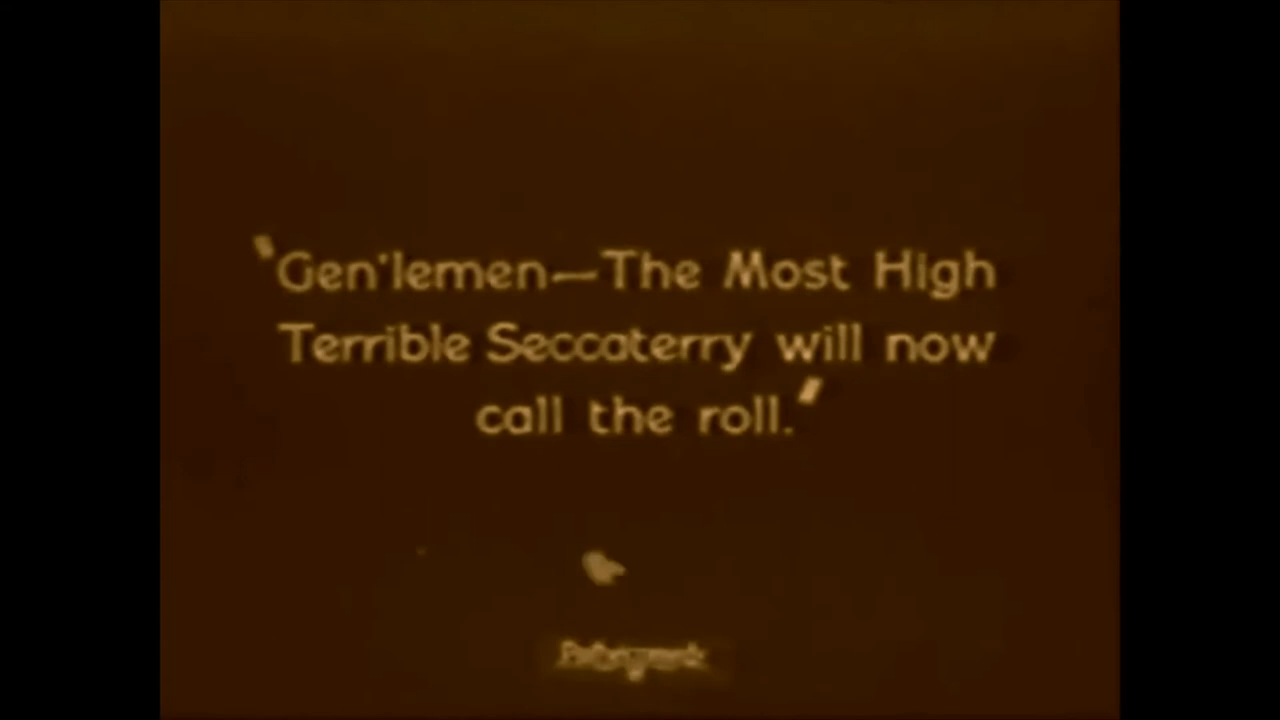 "Gen'lemen—The Most High
Terrible Seccaterry will now
call the roll."